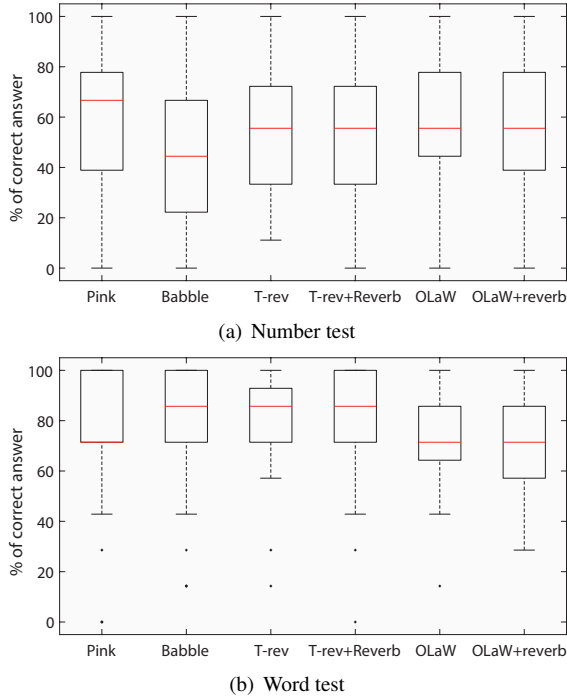 % of correct answer
100
80
60
40
20
0
Pink Babble T-rev T-rev+Reverb OLaW OLaW+reverb
(a) Number test
% of correct answer
100
80
60
40
20
0
Pink Babble T-rev T-rev+Reverb OLaW OLaW+reverb
(b) Word test